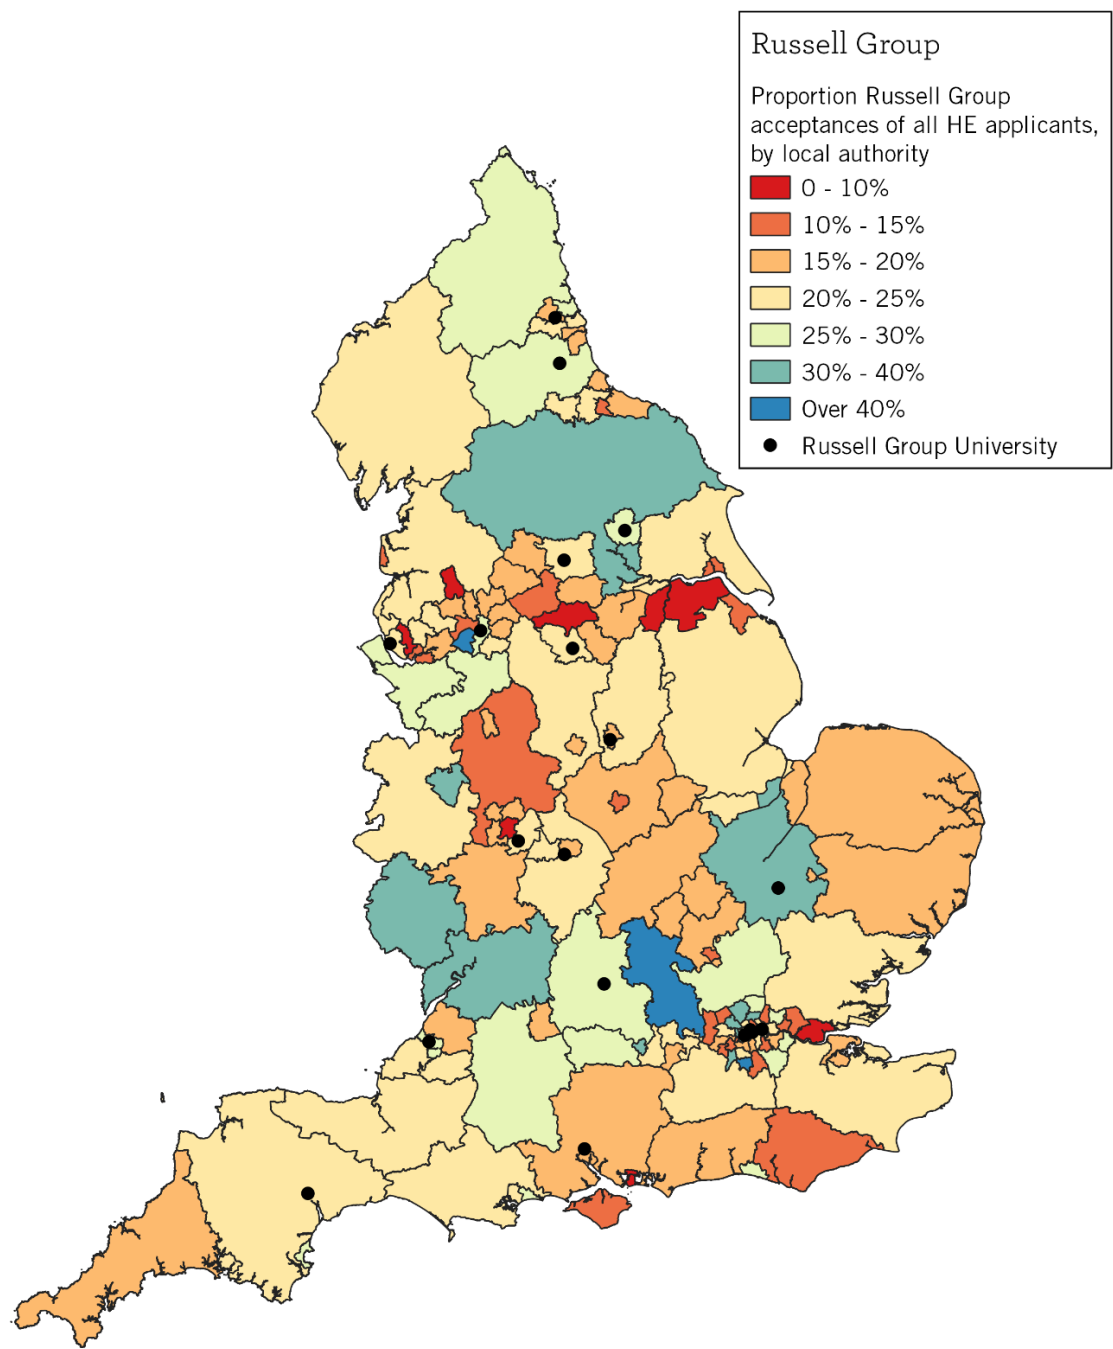 Russell Group
Proportion Russell Group
acceptances of all HE applicants,
by local authority
0 - 10%
10% - 15%
15% - 20%
20% - 25%
25% - 30%
30% - 40%
Over 40%
Russell Group University